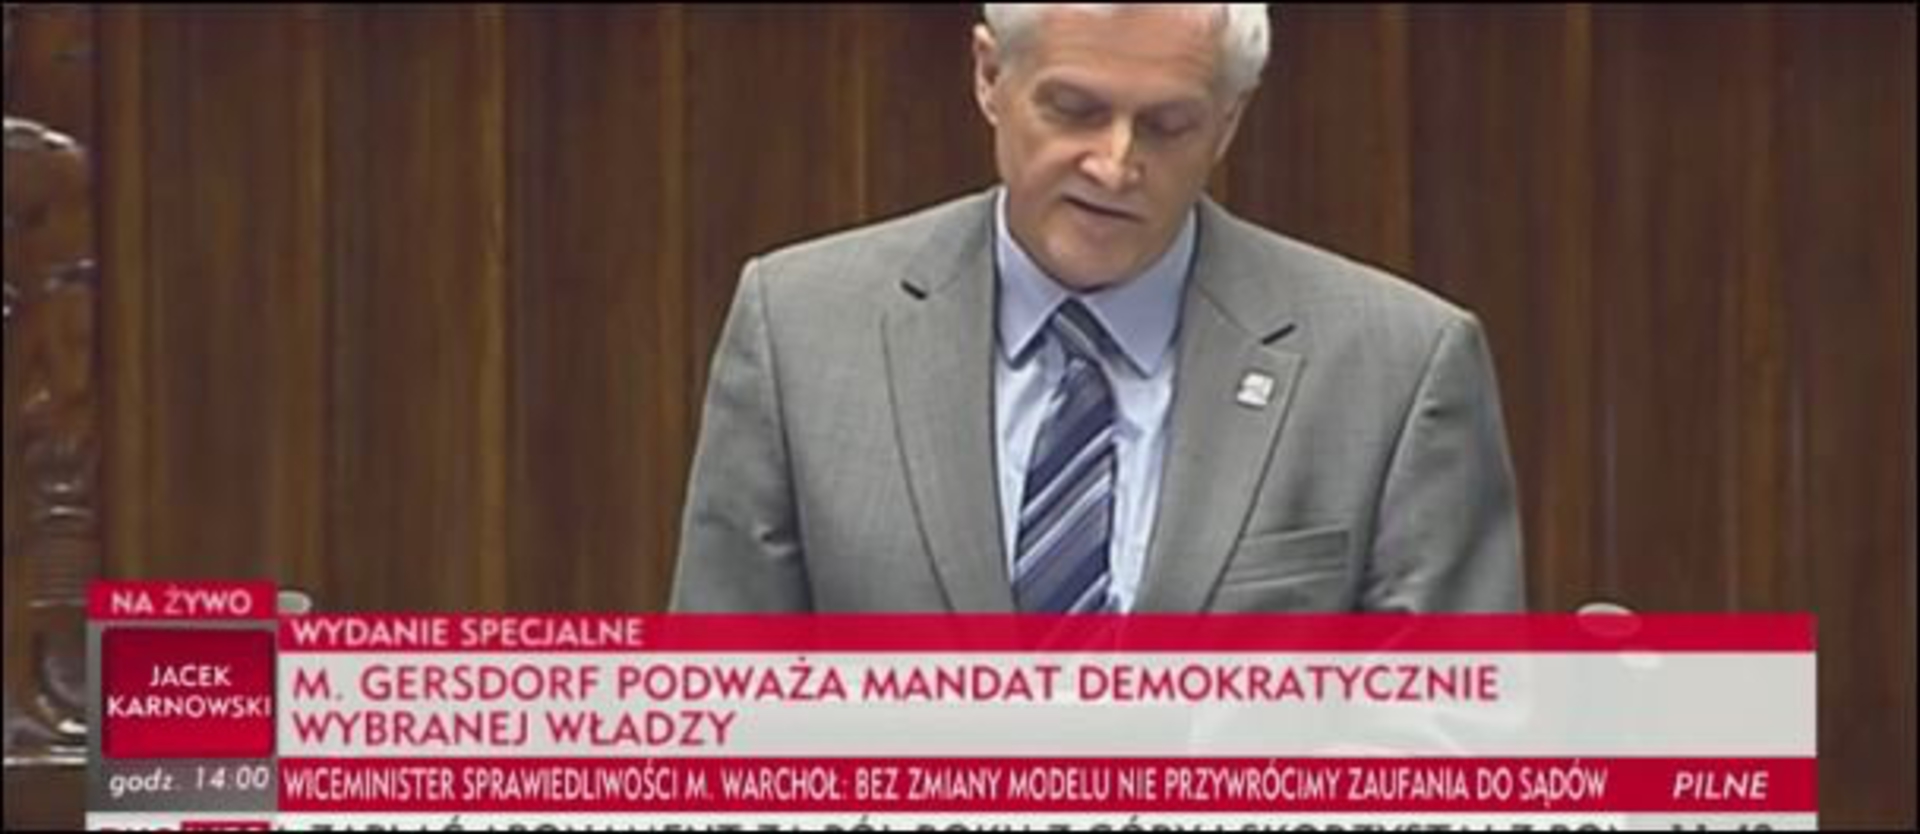 NA ŻYWO
WYDANIE SPECJALNE
JACEK
KARNOWSKI
M. GERSDORF PODWAŻA MANDAT DEMOKRATYCZNIE
WYBRANEJ WŁADZY
godz. 14:00
WICEMINISTER SPRAWIEDLIWOŚCI M. WARCHOŁ: BEZ ZMIANY MODELU NIE PRZYWRÓCIMY ZAUFANIA DO SĄDÓW
PILNE